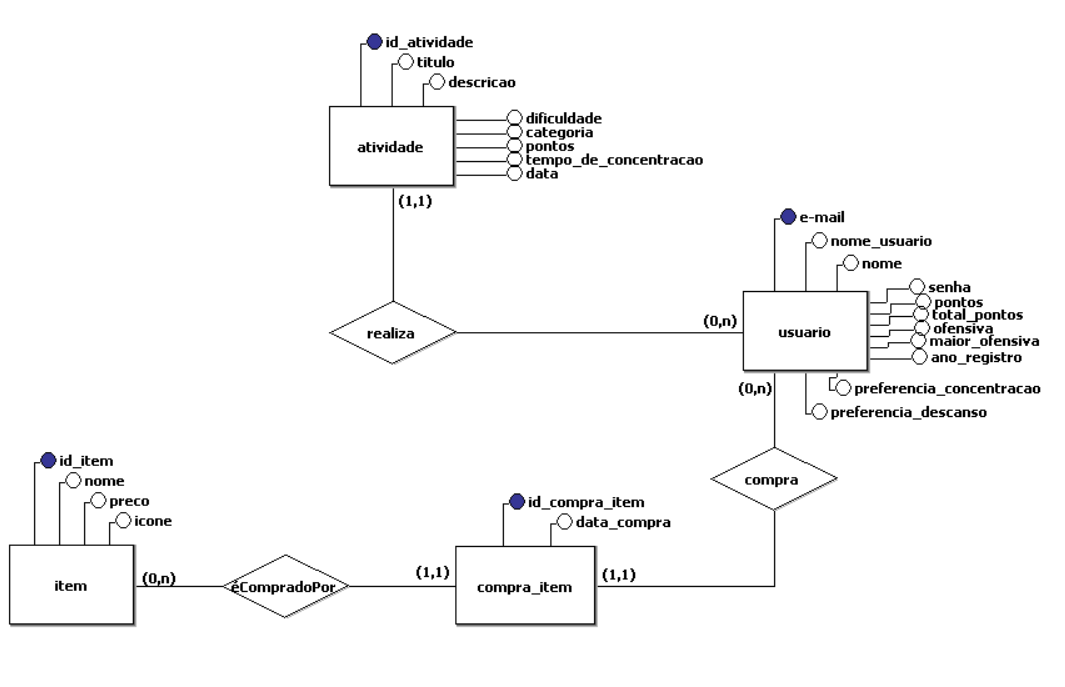 id_atividade
titulo
descricao
atividade
dificuldade
categoria
pontos
tempo_de_concentracao
data
(1,1)
realiza
(0,n)
e-mail
nome_usuario
nome
usuario
senha
pontos
total_pontos
ofensiva
maior_ofensiva
ano_registro
preferencia_concentracao
preferencia_descanso
(0,n)
compra
id_item
nome
preco
icone
item
(0,n)
éCompradoPor
(1,1)
id_compra_item
data_compra
compra_item
(1,1)